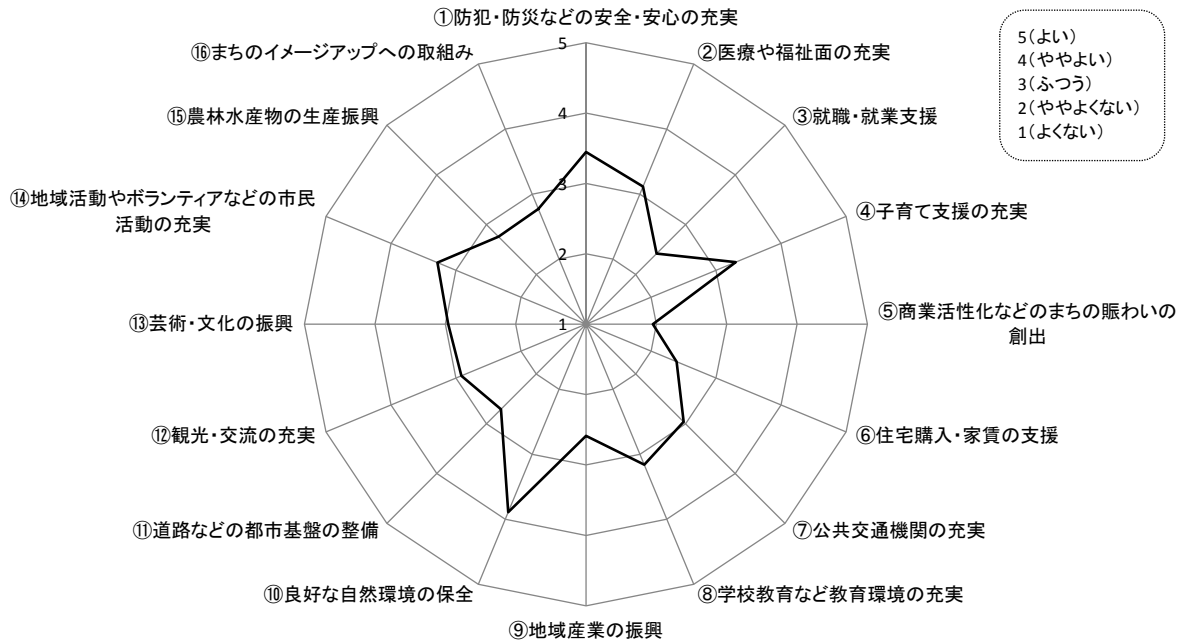 ①防犯・防災などの安全・安心の充実
②医療や福祉面の充実
③就職・就業支援
④子育て支援の充実
⑤商業活性化などのまちの賑わいの
創出
⑥住宅購入・家賃の支援
⑦公共交通機関の充実
⑧学校教育など教育環境の充実
⑨地域産業の振興
⑩良好な自然環境の保全
⑪道路などの都市基盤の整備
⑫観光・交流の充実
⑬芸術・文化の振興
⑭地域活動やボランティアなどの市民
活動の充実
⑮農林水産物の生産振興
⑯まちのイメージアップへの取組み
5
4
3
2
1
5(よい)
4(ややよい)
3(ふつう)
2(ややよくない)
1(よくない)